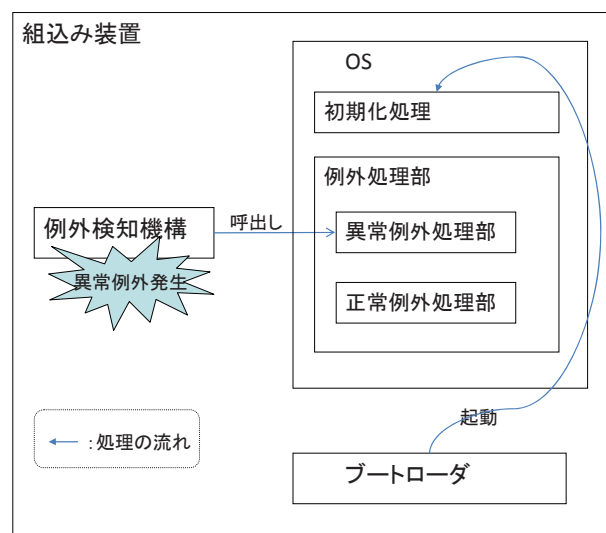 組込み装置
OS
初期化処理
例外処理部
例外検知機構
呼出し
異常例外処理部
異常例外発生
正常例外処理部
起動
:処理の流れ
ブートローダ